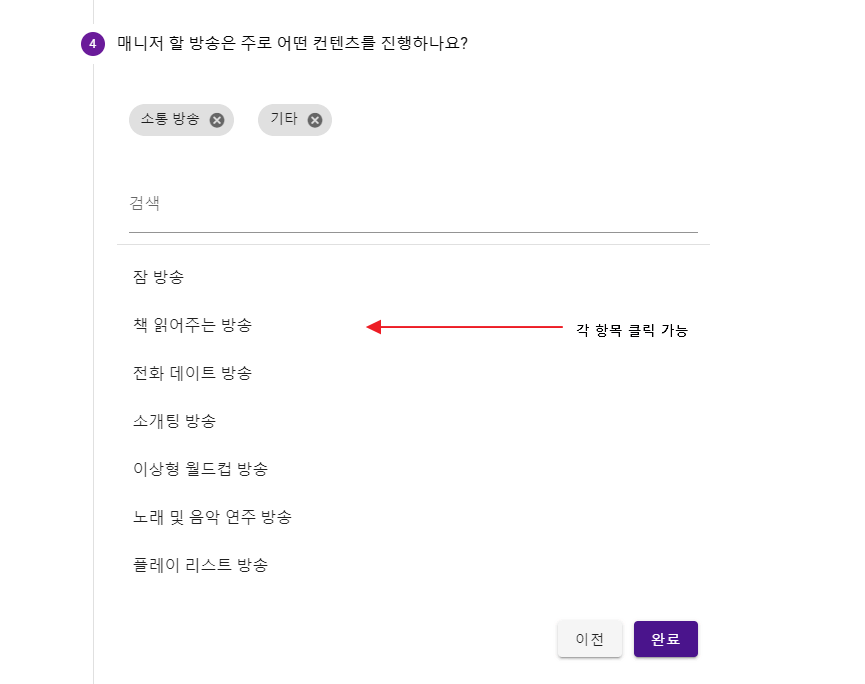 4 매니저 할 방송은 주로 어떤 컨텐츠를 진행하나요?
소통 방송 기타
검색
잠 방송
책 읽어주는 방송 각 항목 클릭 가능
전화 데이트 방송
소개팅 방송
이상형 월드컵 방송
노래 및 음악 연주 방송
플레이 리스트 방송
이전 완료